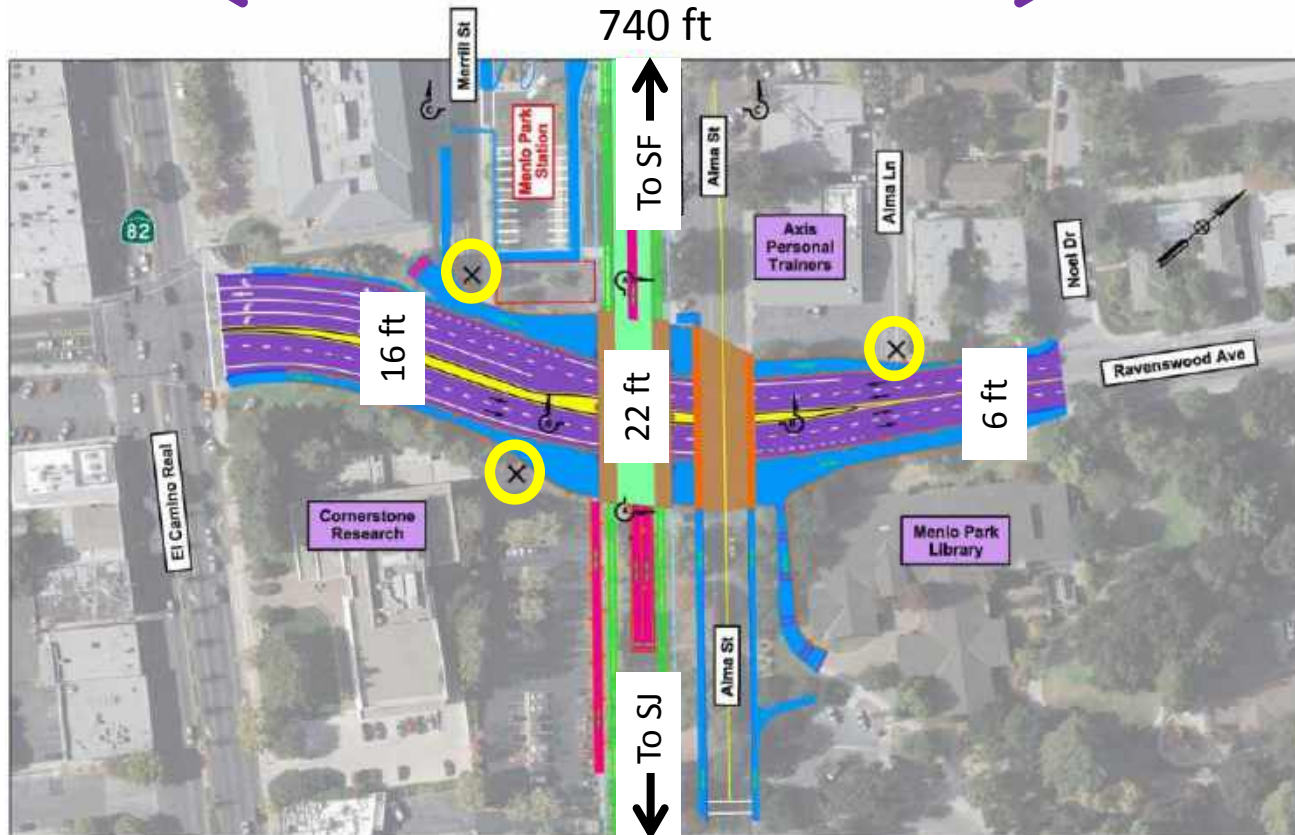 740 ft
Merrill St
Menlo Park
Station
To SF
Alma St
Alma Ln
Noel Dr
82
Axis
Personal
Trainers
Ravenswood Ave
16 ft
22 ft
6 ft
El Camino Real
Cornerstone
Research
Menlo Park
Library
Alma St
To SJ